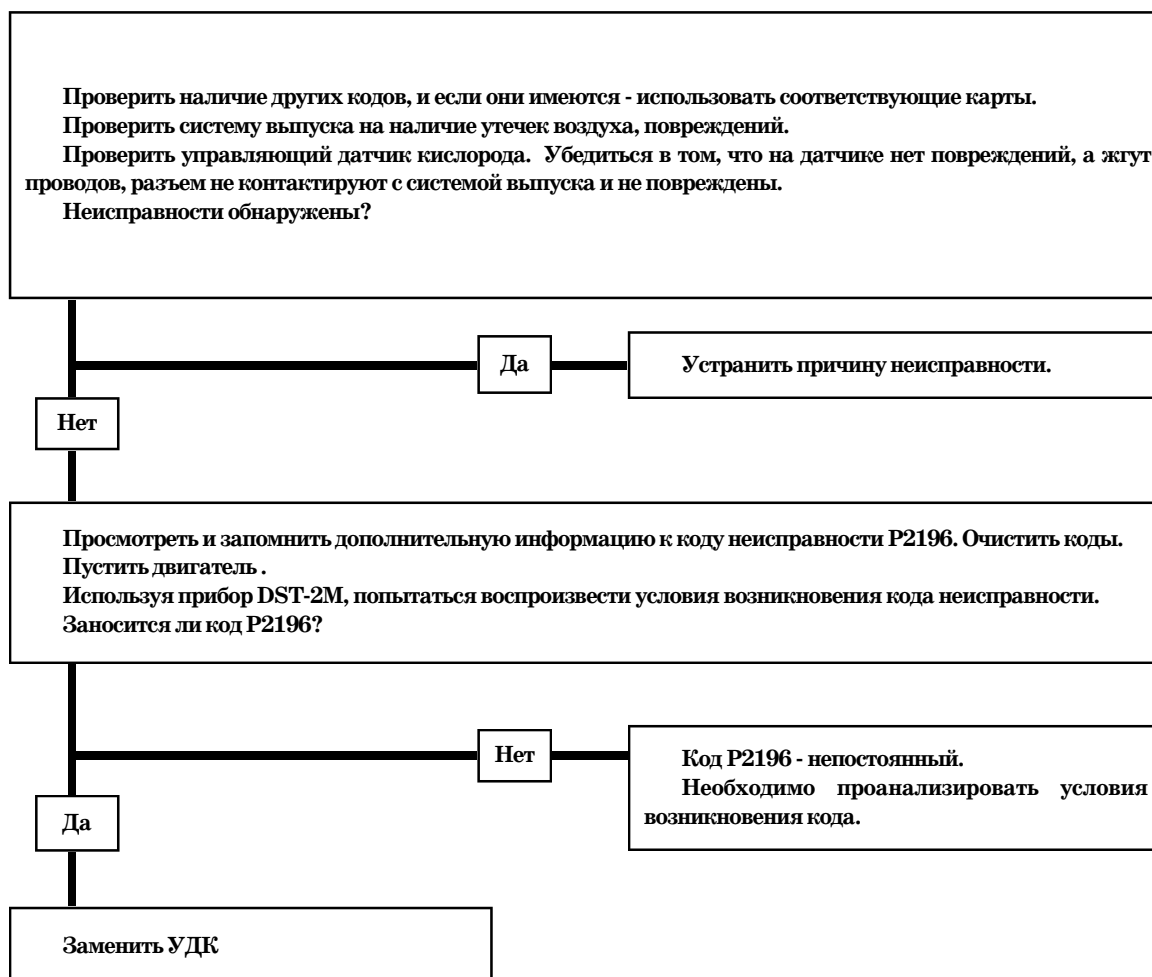 Проверить наличие других кодов, и если они имеются - использовать соответствующие карты.
Проверить систему выпуска на наличие утечек воздуха, повреждений.
Проверить управляющий датчик кислорода. Убедиться в том, что на датчике нет повреждений, а жгут
проводов, разъем не контактируют с системой выпуска и не повреждены.
Неисправности обнаружены?
Да
Устранить причину неисправности.
Нет
Просмотреть и запомнить дополнительную информацию к коду неисправности P2196. Очистить коды.
Пустить двигатель .
Используя прибор DST-2M, попытаться воспроизвести условия возникновения кода неисправности.
Заносится ли код P2196?
Нет
Код P2196 - непостоянный.
Необходимо проанализировать условия
возникновения кода.
Да
Заменить УДК